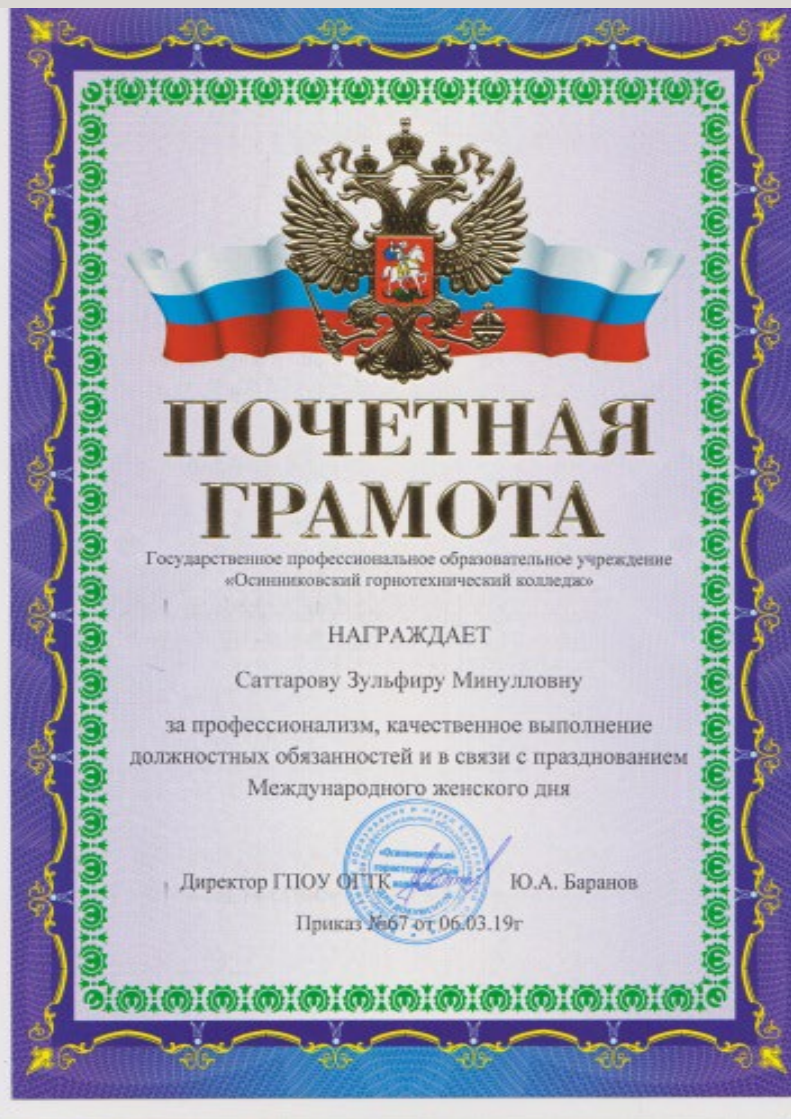 ПОЧЕТНАЯ
ГРАМОТА
Государственное профессиональное образовательное учреждение
«Осинниковский горнотехнический колледж»
НАГРАЖДАЕТ
Саттарову Зульфиру Минулловну
за профессионализм, качественное выполнение
должностных обязанностей и в связи с празднованием
Международного женского дня
Директор ГПОУ ОГТК Ю.А. Баранов
Приказ №67 от 06.03.19г